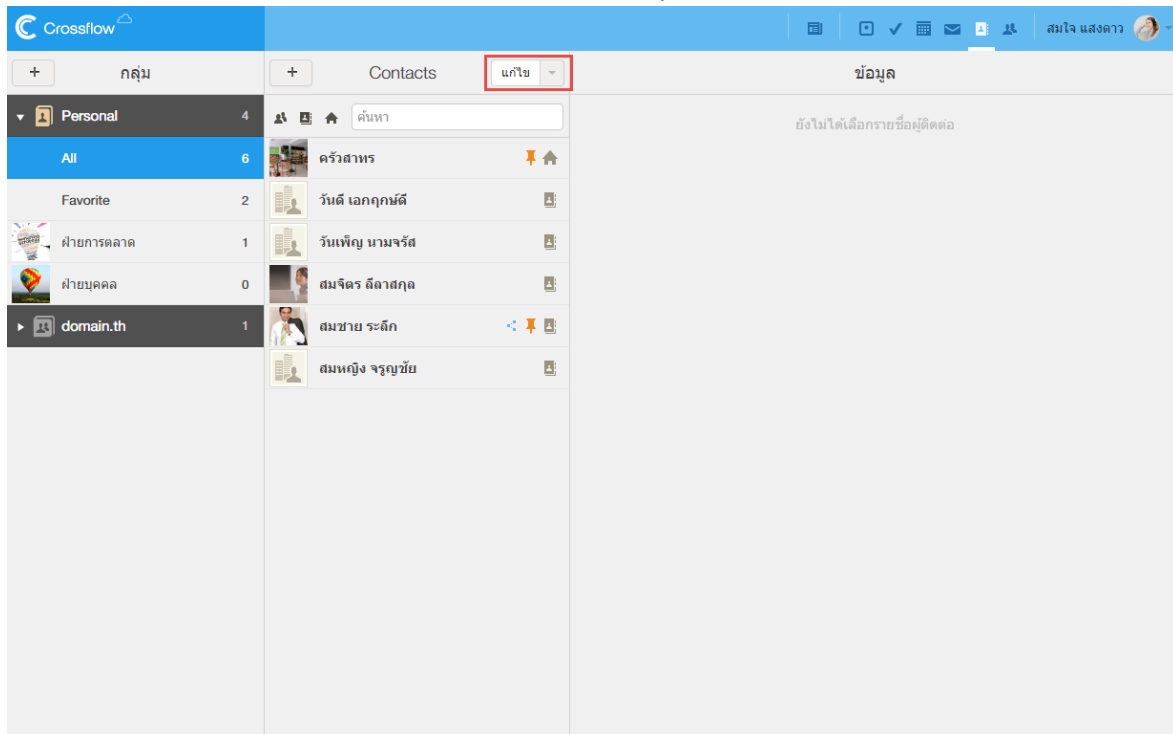 Crossflow
สมใจ แสงดาว
+ กลุ่ม
+ Contacts แก้ไข
ข้อมูล
Personal 4
All 6
Favorite 2
ฝ่ายการตลาด 1
ฝ่ายบุคคล 0
domain.th 1
ค้นหา
ครัวสาทร
วันดี เอกฤกษ์ดี
วันเพ็ญ นามจรัส
สมจิตร ลีลาสกุล
สมชาย ระลึก
สมหญิง จรูญชัย
ยังไม่ได้เลือกรายชื่อผู้ติดต่อ